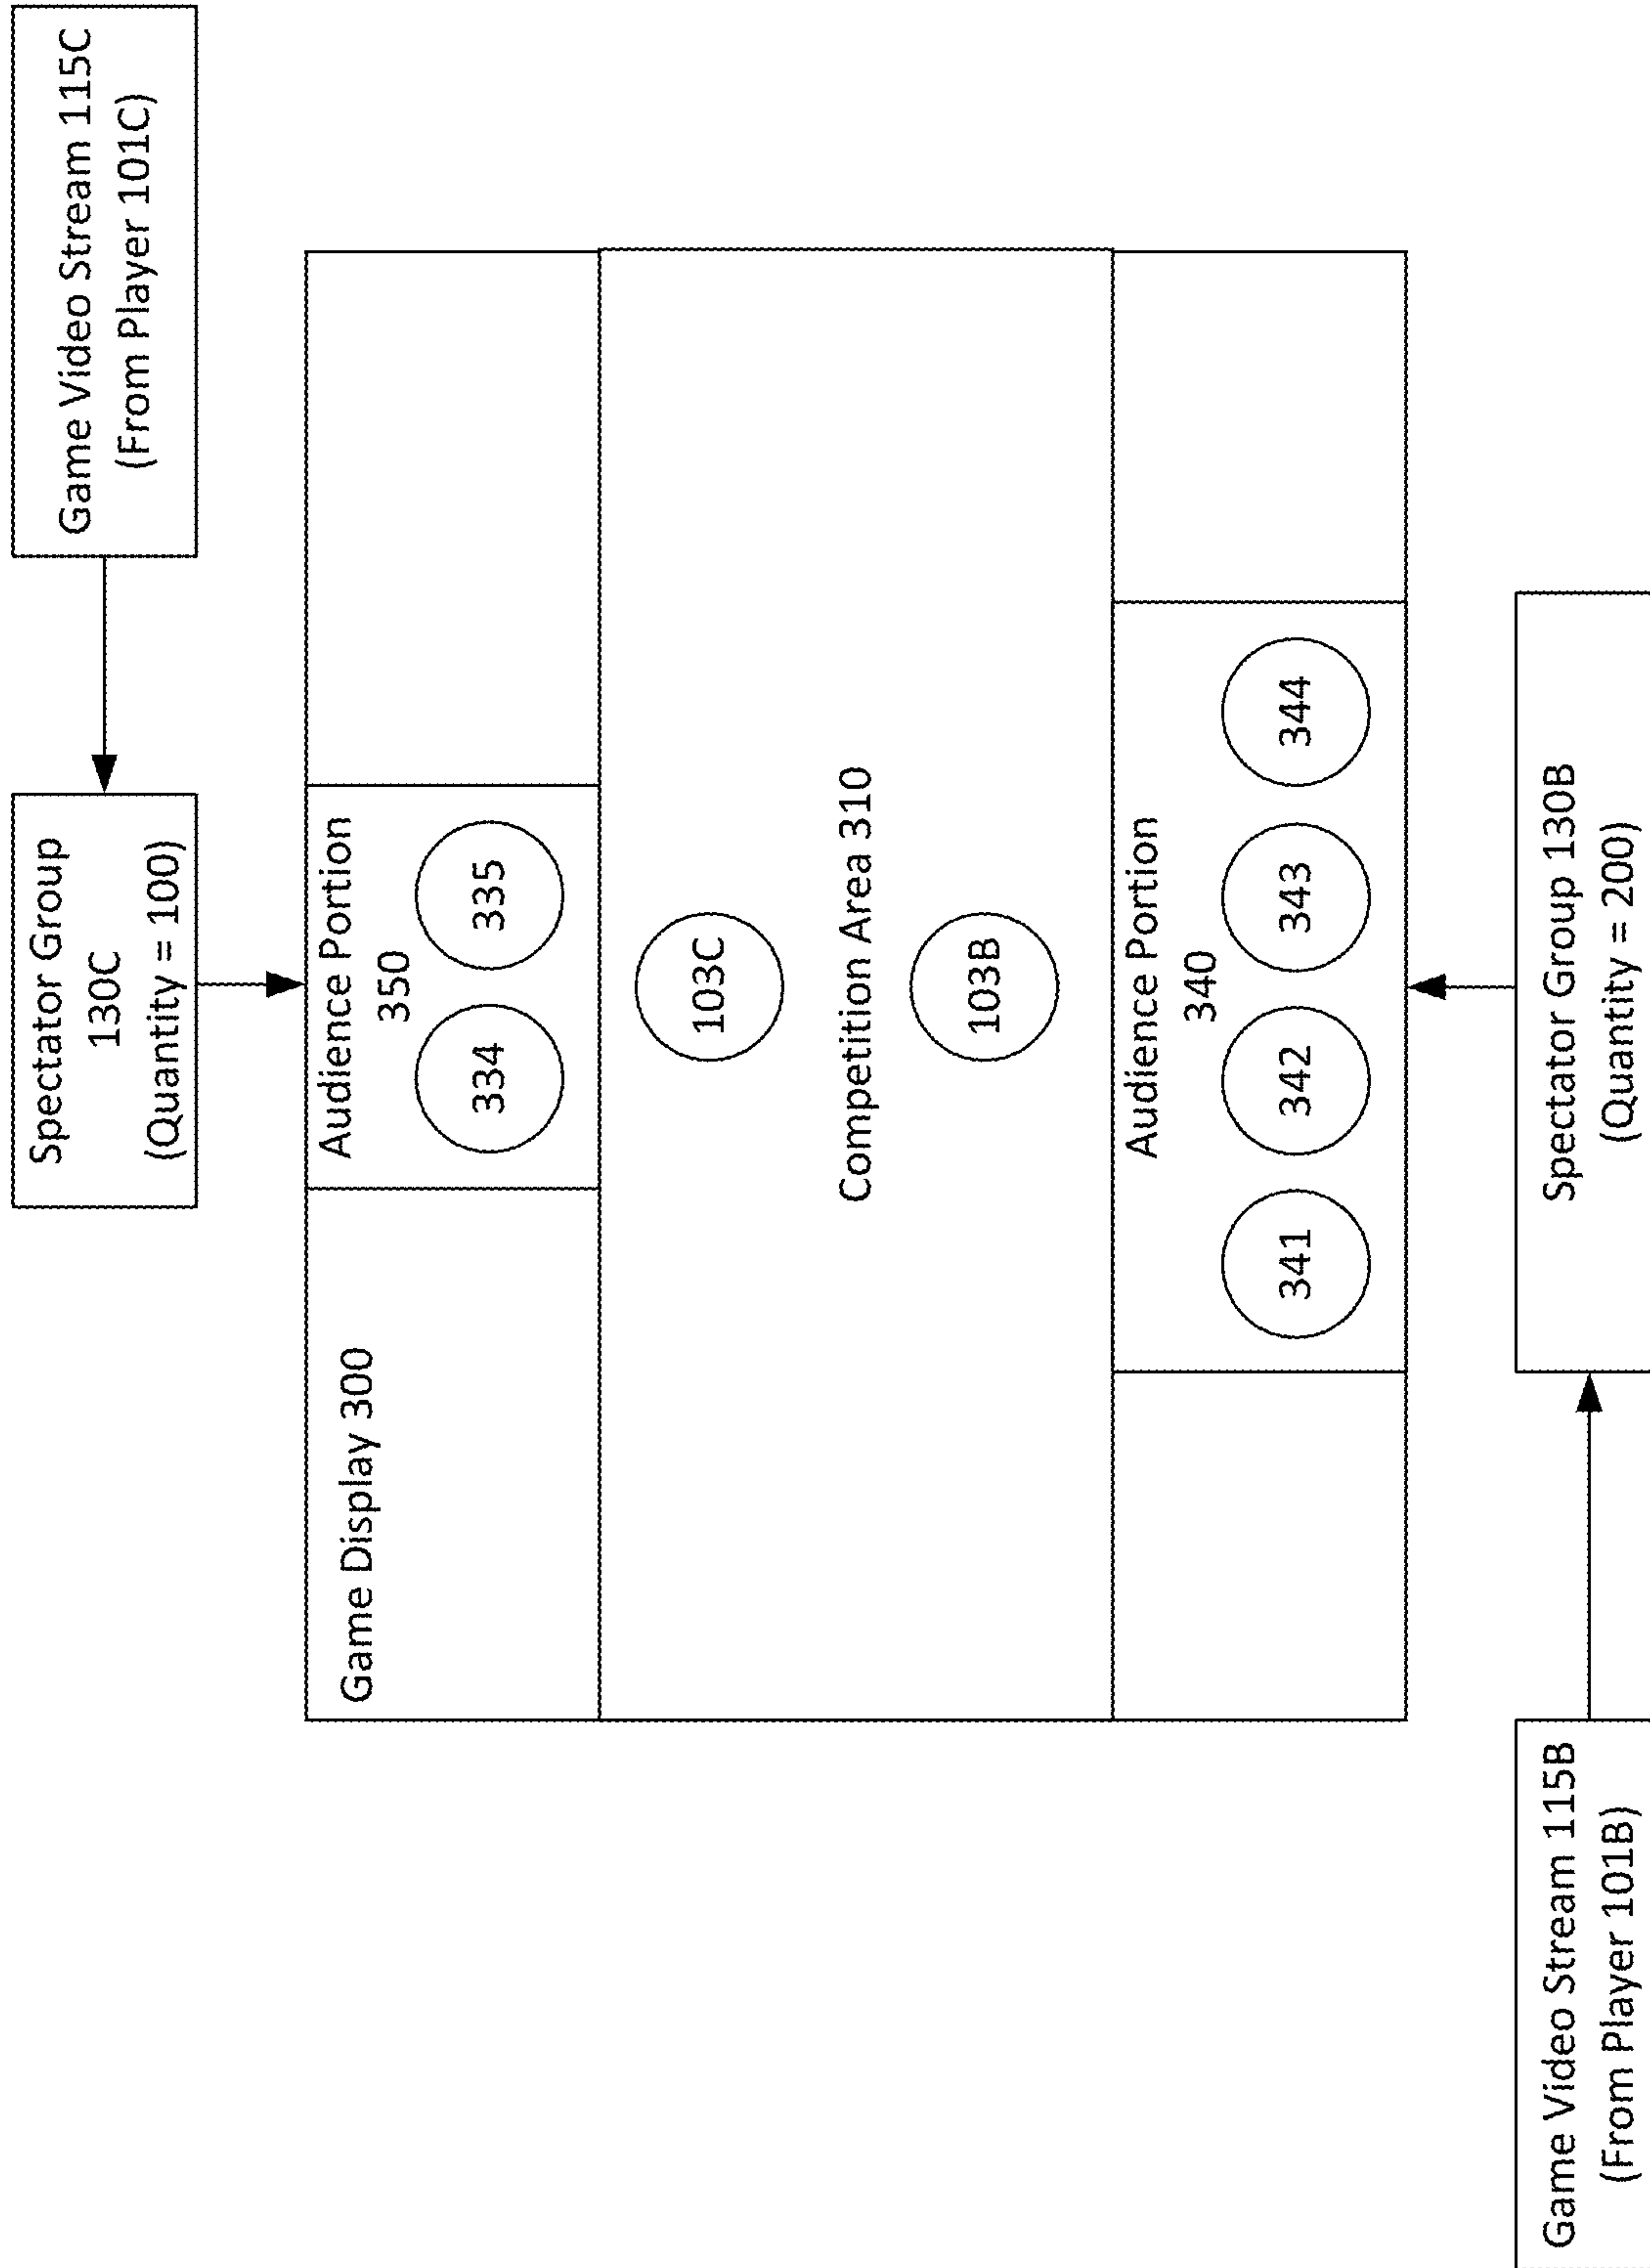 Game Video Stream 115C
(From Player 101C)
Spectator Group
130C
(Quantity = 100)
Game Display 300
Audience Portion
350
334
335
103C
Competition Area 310
103B
Audience Portion
340
341
342
343
344
Spectator Group 130B
(Quantity = 200)
Game Video Stream 115B
(From Player 101B)